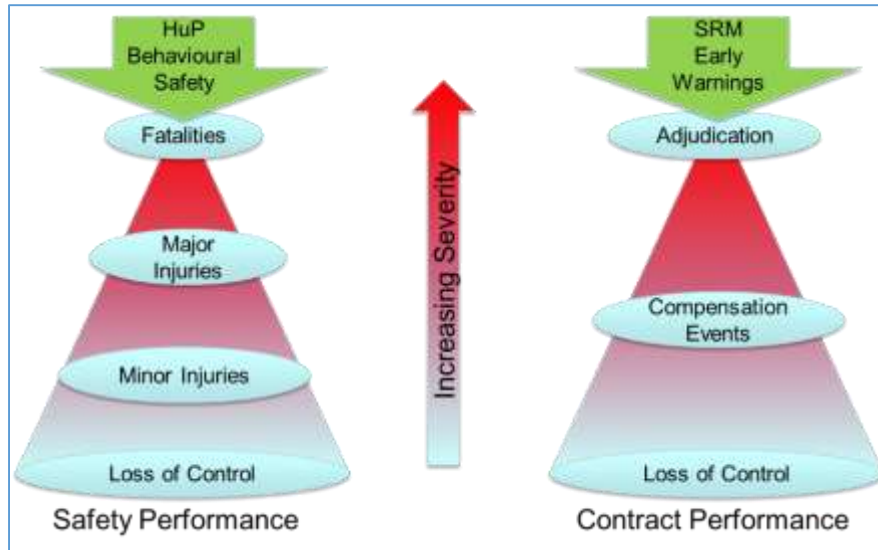 HuP
Behavioural
Safety
Fatalities
Major
Injuries
Minor Injuries
Loss of Control
Safety Performance
Increasing Severity
SRM
Early
Warnings
Adjudication
Compensation
Events
Loss of Control
Contract Performance